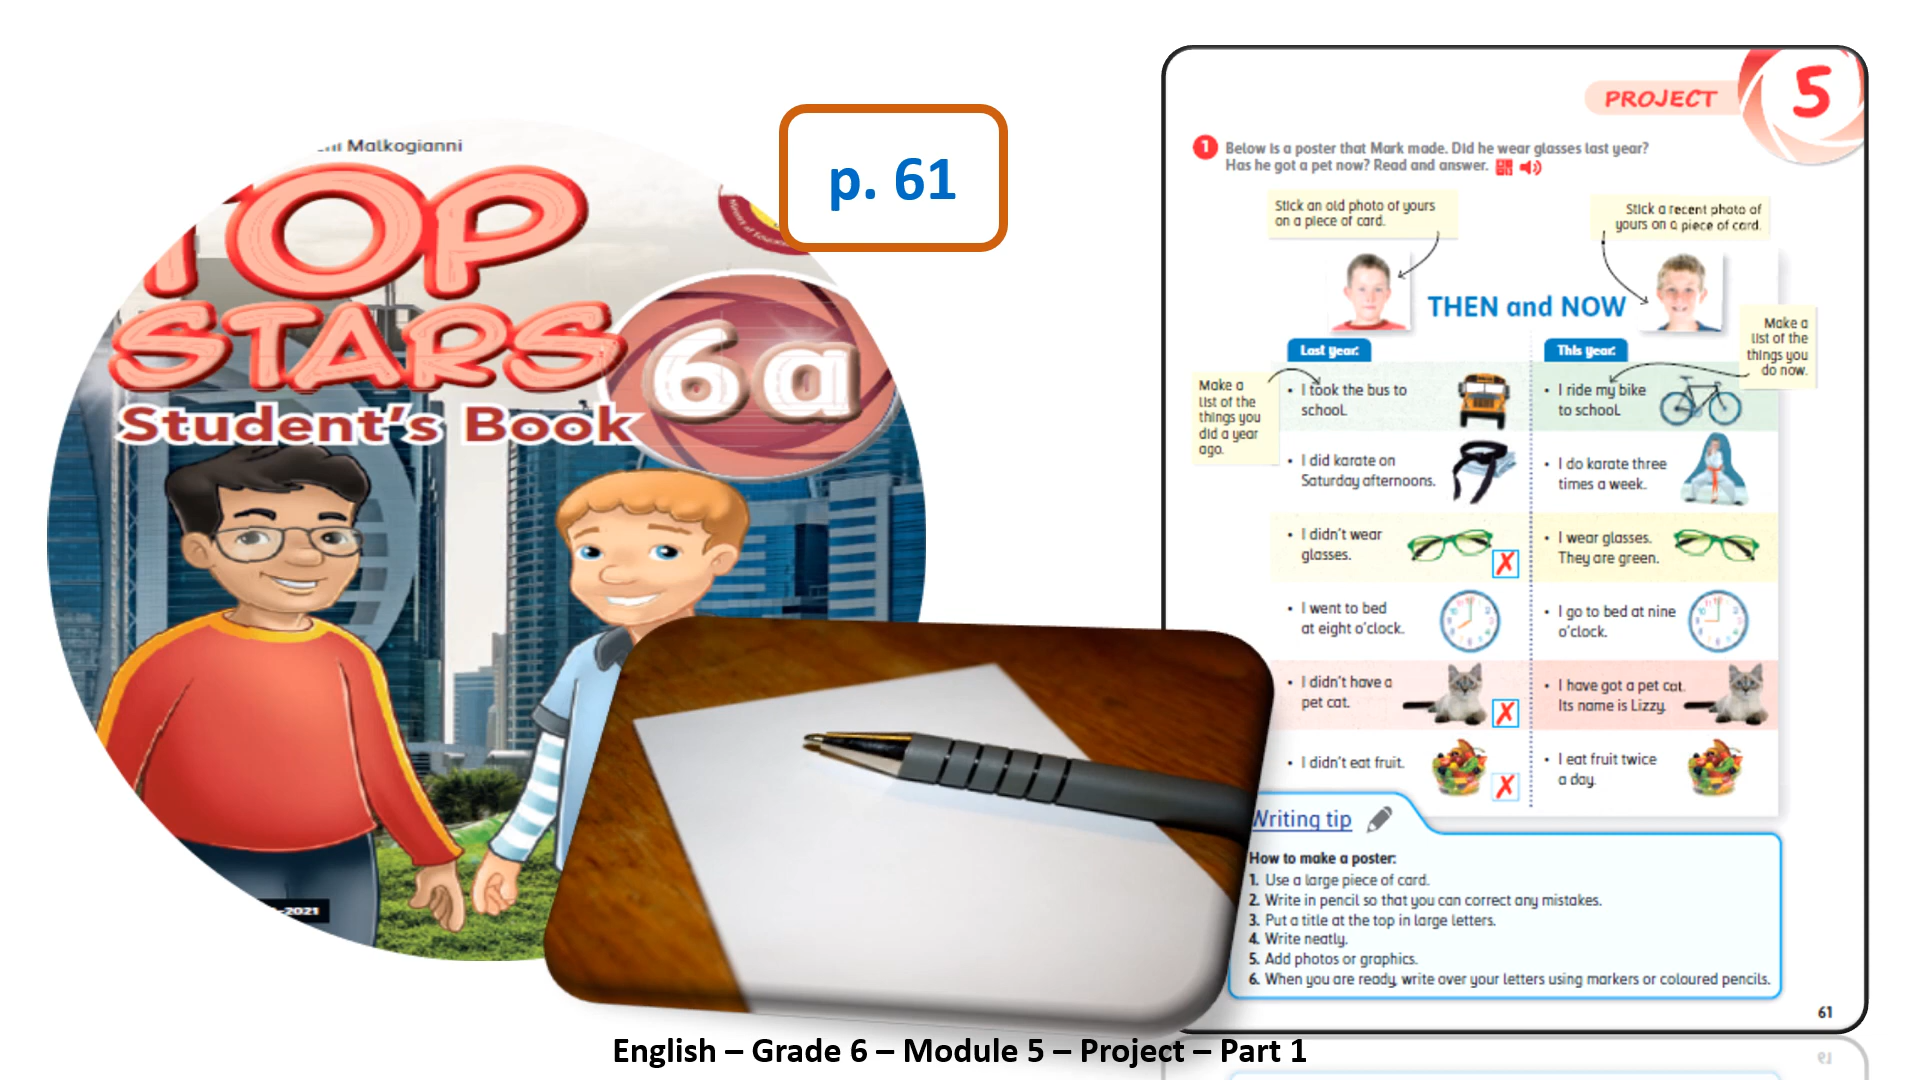 Malkogianni
TOP
STARS
6a
Student's Book
-2021
p. 61
PROJECT
5
1 Below is a poster that Mark made. Did he wear glasses last year?
Has he got a pet now? Read and answer.
Stick an old photo of yours
on a piece of card.
Stick a recent photo of
yours on a piece of card.
THEN and NOW
Make a
list of the
things you
do now.
Last year:
This year:
Make a
list of the
things you
did a year
ago.
• I took the bus to
school.
• I ride my bike
to school.
• I did karate on
Saturday afternoons.
• I do karate three
times a week.
• I didn't wear
glasses.
• I wear glasses.
They are green.
• I went to bed
at eight o'clock.
• I go to bed at nine
o'clock.
• I didn't have a
pet cat.
• I have got a pet cat.
Its name is Lizzy.
• I didn't eat fruit.
• I eat fruit twice
a day.
Writing tip
How to make a poster:
1. Use a large piece of card.
2. Write in pencil so that you can correct any mistakes.
3. Put a title at the top in large letters.
4. Write neatly.
5. Add photos or graphics.
6. When you are ready, write over your letters using markers or coloured pencils.
61
English – Grade 6 – Module 5 – Project – Part 1